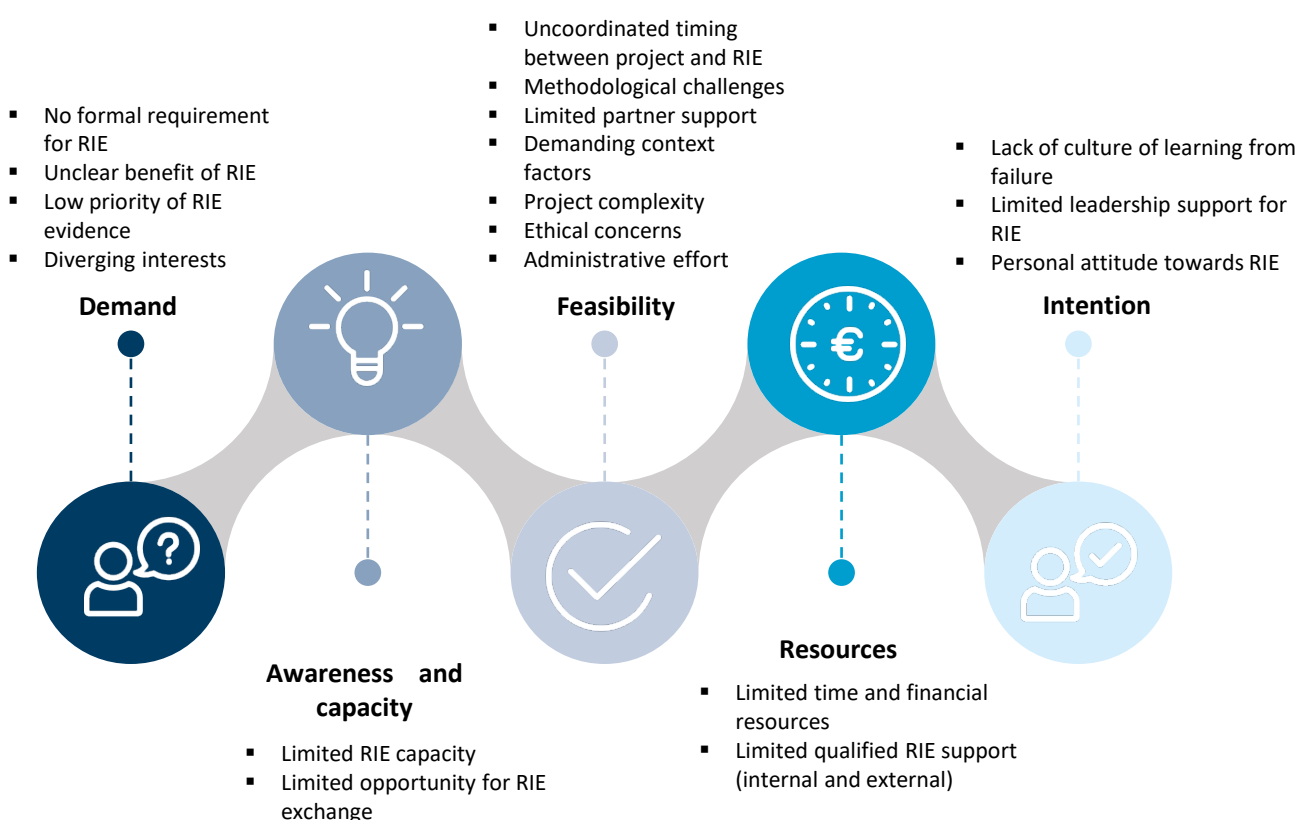 ▪ No formal requirement
for RIE
▪ Unclear benefit of RIE
▪ Low priority of RIE
evidence
▪ Diverging interests
Demand
?
Awareness and
capacity
▪ Limited RIE capacity
▪ Limited opportunity for RIE
exchange
▪ Uncoordinated timing
between project and RIE
▪ Methodological challenges
▪ Limited partner support
▪ Demanding context
factors
▪ Project complexity
▪ Ethical concerns
▪ Administrative effort
Feasibility
€
Resources
▪ Limited time and financial
resources
▪ Limited qualified RIE support
(internal and external)
▪ Lack of culture of learning from
failure
▪ Limited leadership support for
RIE
▪ Personal attitude towards RIE
Intention